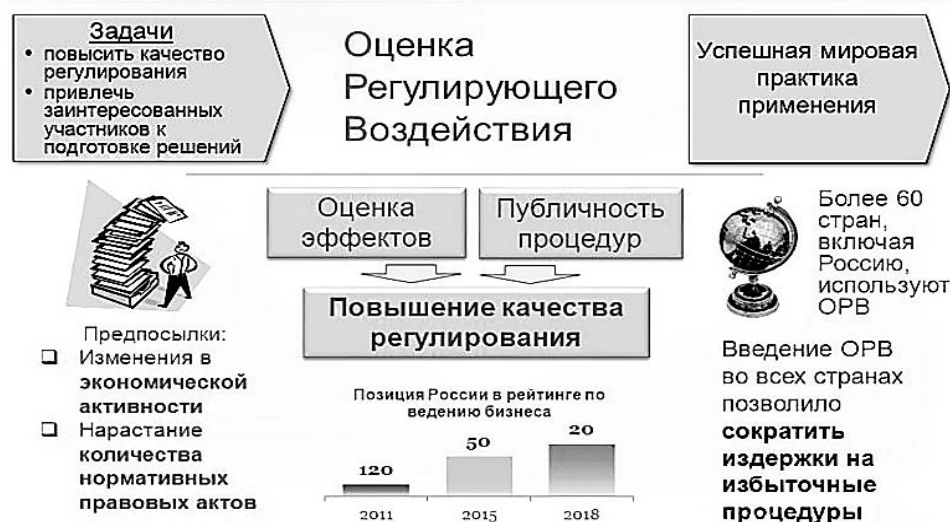 Задачи
• повысить качество
регулирования
• привлечь
заинтересованных
участников к
подготовке решений
Оценка
Регулирующего
Воздействия
Успешная мировая
практика
применения
Оценка
эффектов
Публичность
процедур
Повышение качества
регулирования
Предпосылки:
❑ Изменения в
экономической
активности
❑ Нарастание
количества
нормативных
правовых актов
Позиция России в рейтинге по
ведению бизнеса
120
50
20
2011
2015
2018
Более 60
стран,
включая
Россию,
используют
ОРВ
Введение ОРВ
во всех странах
позволило
сократить
издержки на
избыточные
процедуры